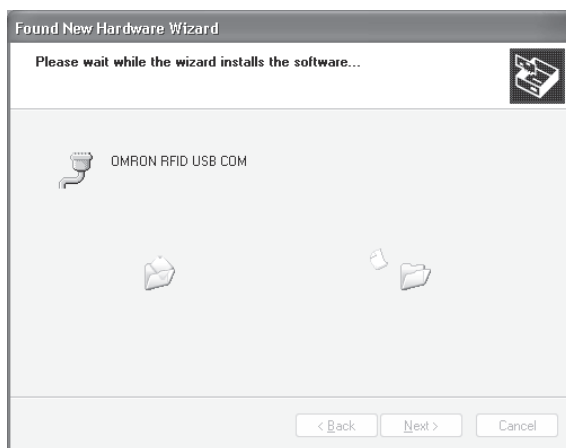 Found New Hardware Wizard
Please wait while the wizard installs the software...
OMRON RFID USB COM
< Back
Next >
Cancel